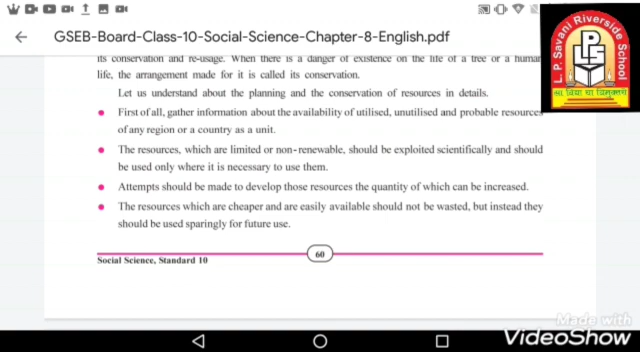 GSEB-Board-Class-10-Social-Science-Chapter-8-English.pdf
L. P. Savani Riverside School
LPS
its conservation and re-usage. When there is a danger of existence on the life of a tree or a human
life, the arrangement made for it is called its conservation.
Let us understand about the planning and the conservation of resources in details.
• First of all, gather information about the availability of utilised, unutilised and probable resources
of any region or a country as a unit.
• The resources, which are limited or non-renewable, should be exploited scientifically and should
be used only where it is necessary to use them.
• Attempts should be made to develop those resources the quantity of which can be increased.
• The resources which are cheaper and are easily available should not be wasted, but instead they
should be used sparingly for future use.
60
Social Science, Standard 10
Made with
VideoShow